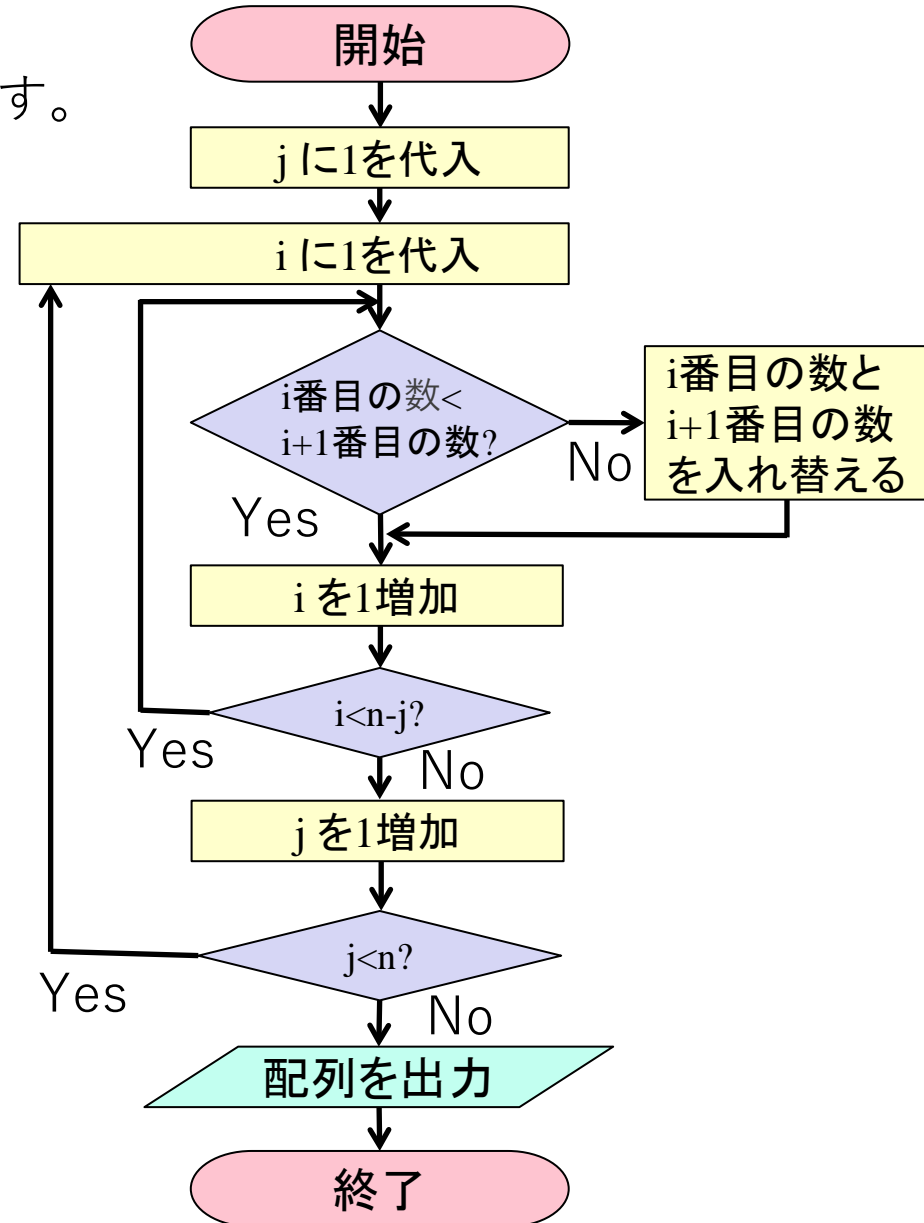 開始
す。
j に1を代入
i に1を代入
i番目の数<
i+1番目の数?
No
i番目の数と
i+1番目の数
を入れ替える
Yes
i を1増加
i<n-j?
Yes
No
j を1増加
j<n?
Yes
No
配列を出力
終了